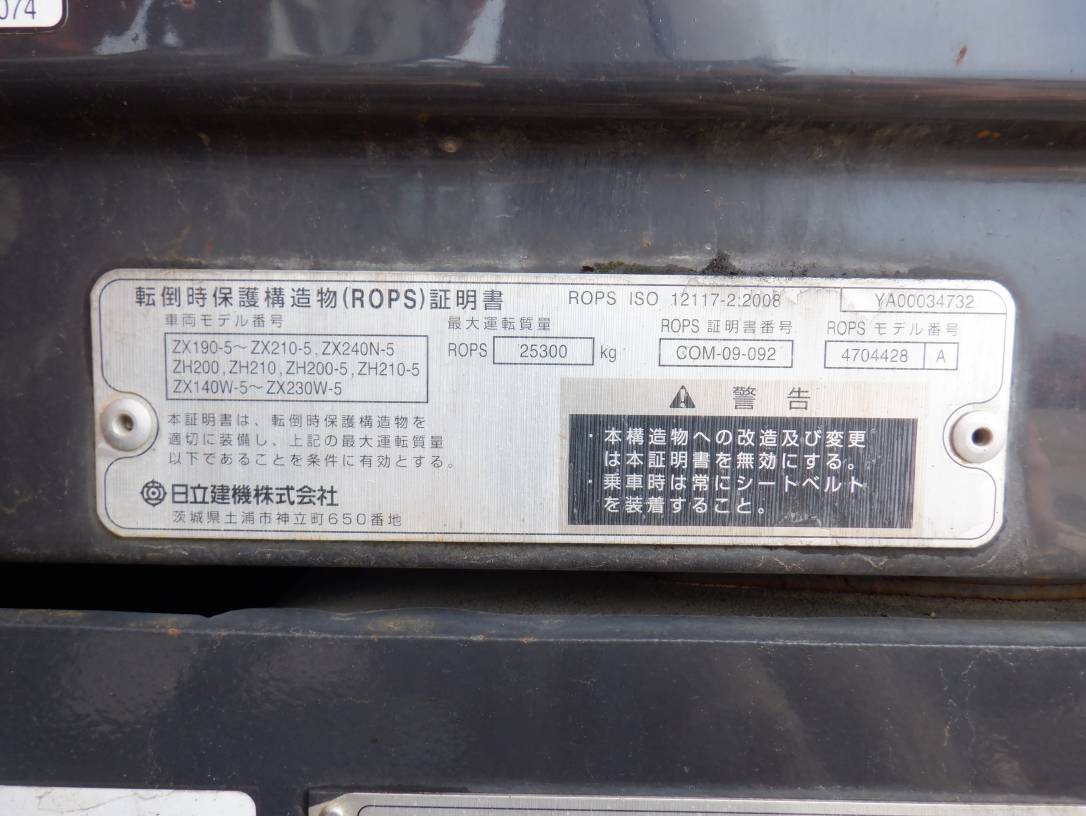 074
転倒時保護構造物(ROPS)証明書 ROPS ISO 12117-2:2008 YA00034732
車両モデル番号 最大運転質量 ROPS 証明書番号 ROPS モデル番号
ROPS 25300 kg COM-09-092 4704428 A
ZX190-5～ZX210-5, ZX240N-5
ZH200, ZH210, ZH200-5, ZH210-5
ZX140W-5～ZX230W-5
本証明書は、転倒時保護構造物を
適切に装備し、上記の最大運転質量
以下であることを条件に有効とする。
日立建機株式会社
茨城県土浦市神立町650番地
警告
・本構造物への改造及び変更
は本証明書を無効にする。
・乗車時は常にシートベルト
を装着すること。